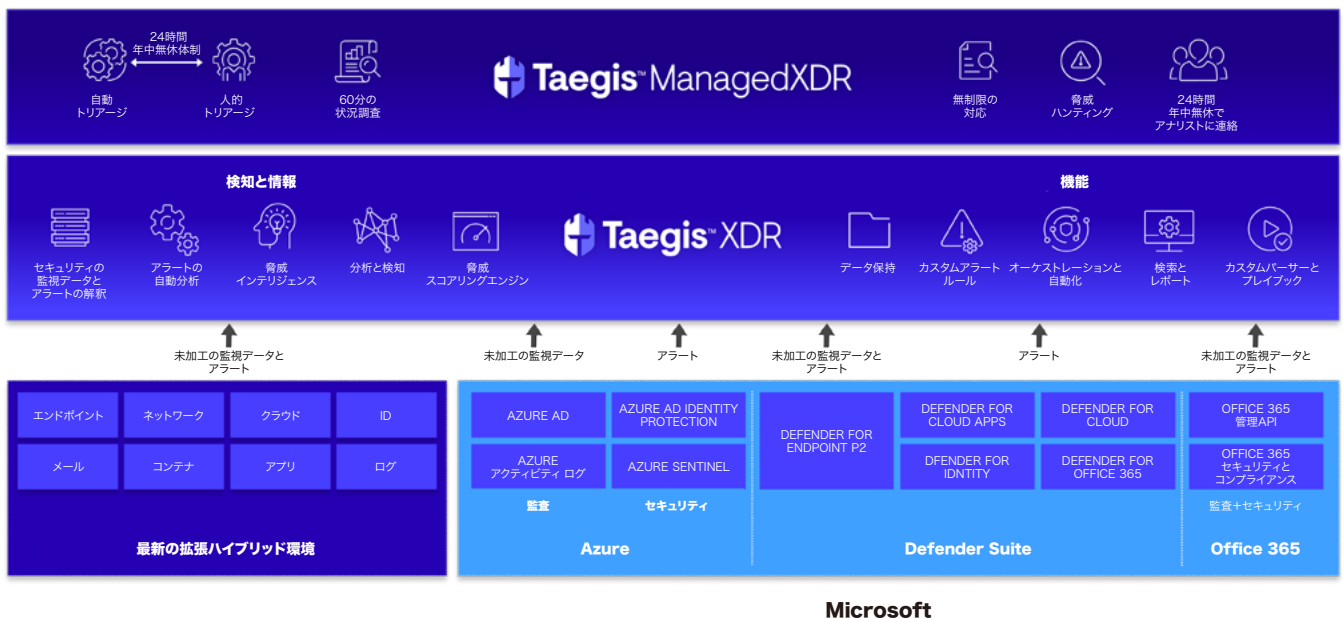 24時間
年中無休体制
自動
トリアージ
人的
トリアージ
60分の
状況調査
Taegis™ ManagedXDR
無制限の
対応
脅威
ハンティング
24時間
年中無休で
アナリストに連絡
検知と情報
機能
セキュリティの
監視データと
アラートの解釈
アラートの
自動分析
脅威
インテリジェンス
分析と検知
脅威
スコアリングエンジン
Taegis™ XDR
データ保持
カスタムアラート
ルール
オーケストレーションと
自動化
検索と
レポート
カスタムパーサーと
プレイブック
未加工の監視データと
アラート
未加工の監視データ
アラート
未加工の監視データと
アラート
アラート
未加工の監視データと
アラート
エンドポイント
ネットワーク
クラウド
ID
メール
コンテナ
アプリ
ログ
最新の拡張ハイブリッド環境
AZURE AD
AZURE AD IDENTITY
PROTECTION
AZURE
アクティビティ ログ
AZURE SENTINEL
監査
セキュリティ
Azure
DEFENDER FOR
ENDPOINT P2
DEFENDER FOR
CLOUD APPS
DEFENDER FOR
CLOUD
DFENDER FOR
IDNTITY
DEFENDER FOR
OFFICE 365
Defender Suite
OFFICE 365
管理API
OFFICE 365
セキュリティと
コンプライアンス
監査+セキュリティ
Office 365
Microsoft